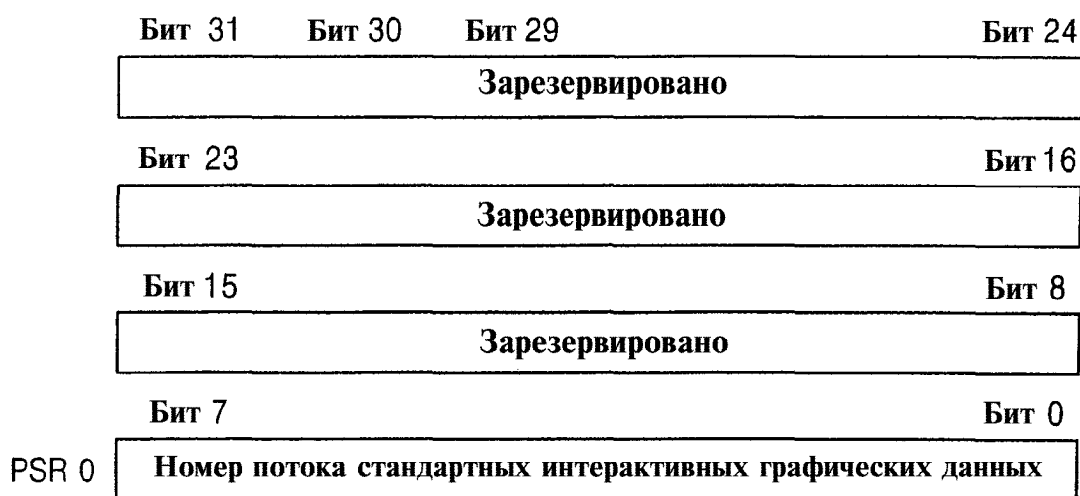 Бит 31 Бит 30 Бит 29 Бит 24
Зарезервировано
Бит 23 Бит 16
Зарезервировано
Бит 15 Бит 8
Зарезервировано
Бит 7 Бит 0
PSR 0 Номер потока стандартных интерактивных графических данных